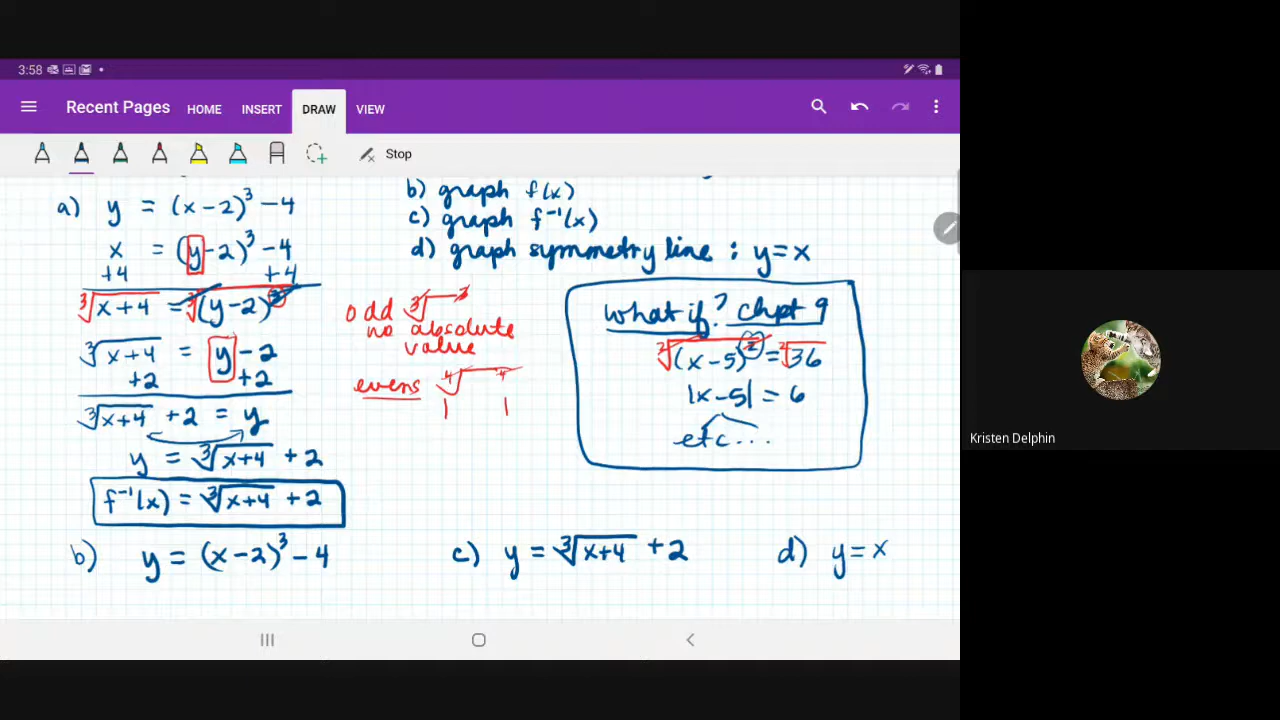 3:58
Recent Pages HOME INSERT DRAW VIEW
Stop
a) y = (x-2)³ -4
x = (y-2)³ -4
+4 +4
∛x+4 = ∛(y-2)³
∛x+4 = y-2
+2 +2
∛x+4 +2 = y
y = ∛x+4 +2
f⁻¹(x) = ∛x+4 +2
b) graph f(x)
c) graph f⁻¹(x)
d) graph symmetry line : y=x
odd ∛ 3
no absolute
value
evens ∜ 4
| |
what if? chpt 9
²√(x-5)² = ²√36
|x-5| = 6
etc...
b) y = (x-2)³ -4
c) y = ∛x+4 +2
d) y=x
Kristen Delphin